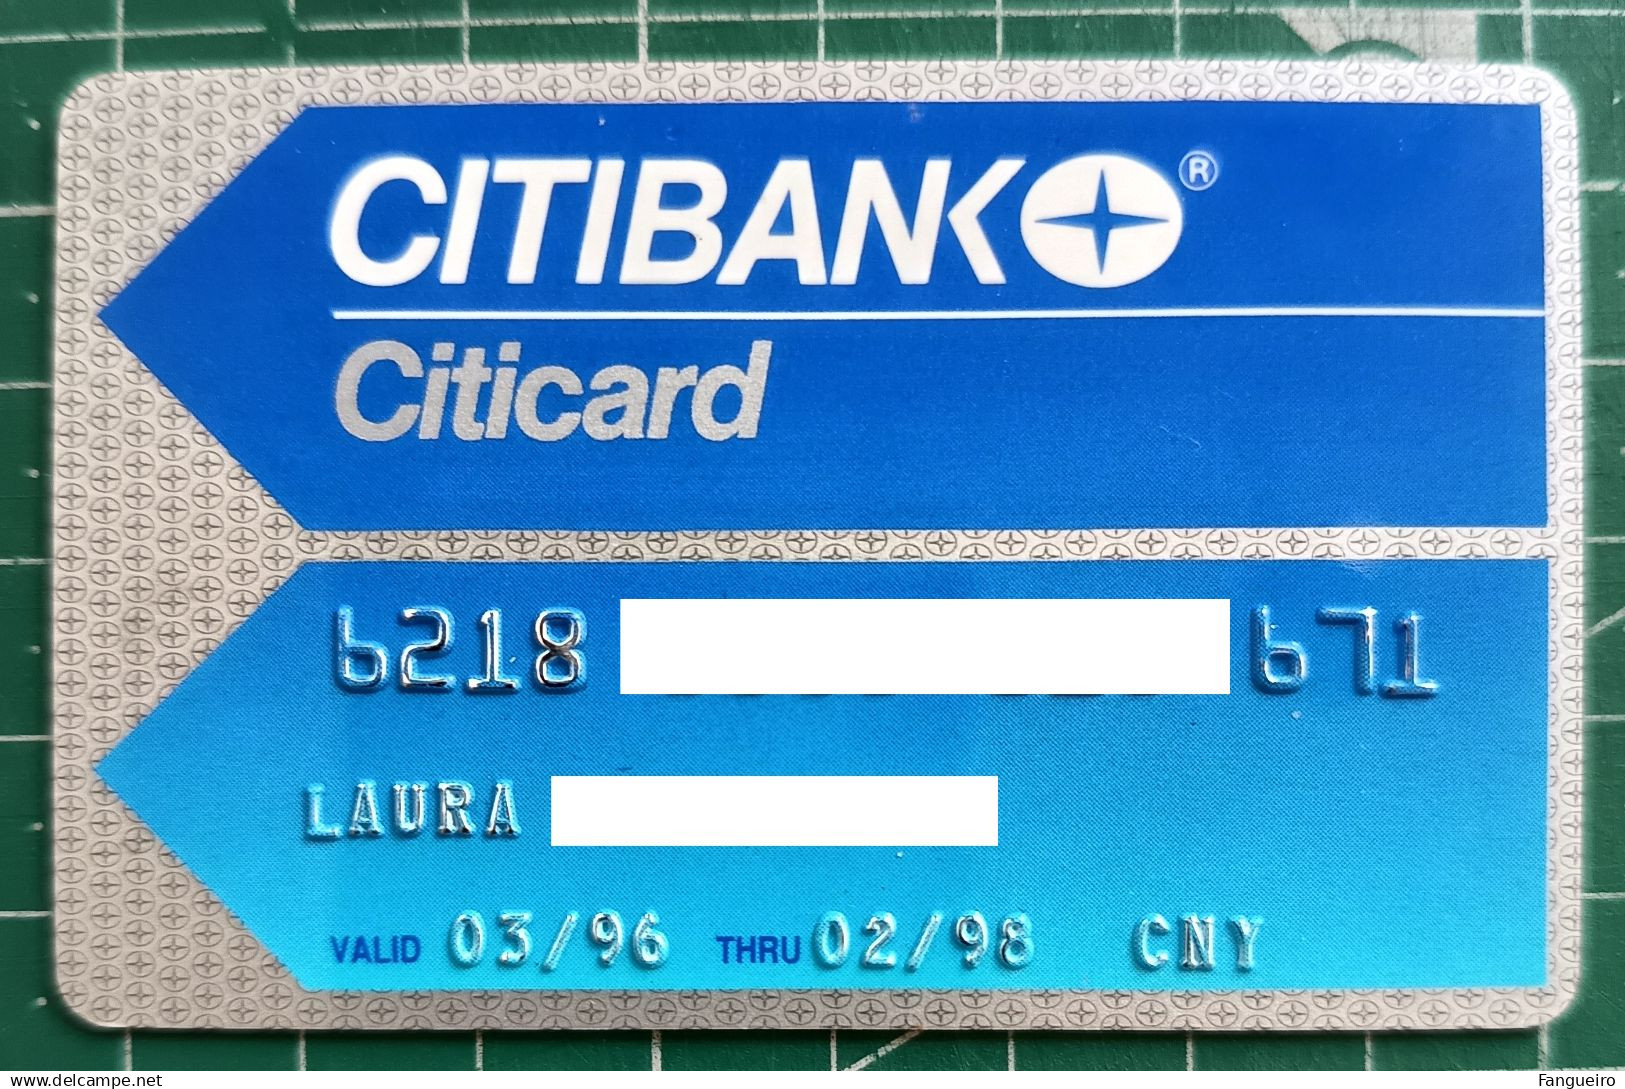 CITIBANK ®
Citicard
6218 671
LAURA
VALID 03/96 THRU 02/98 CNY
www.delcampe.net
Fangueiro